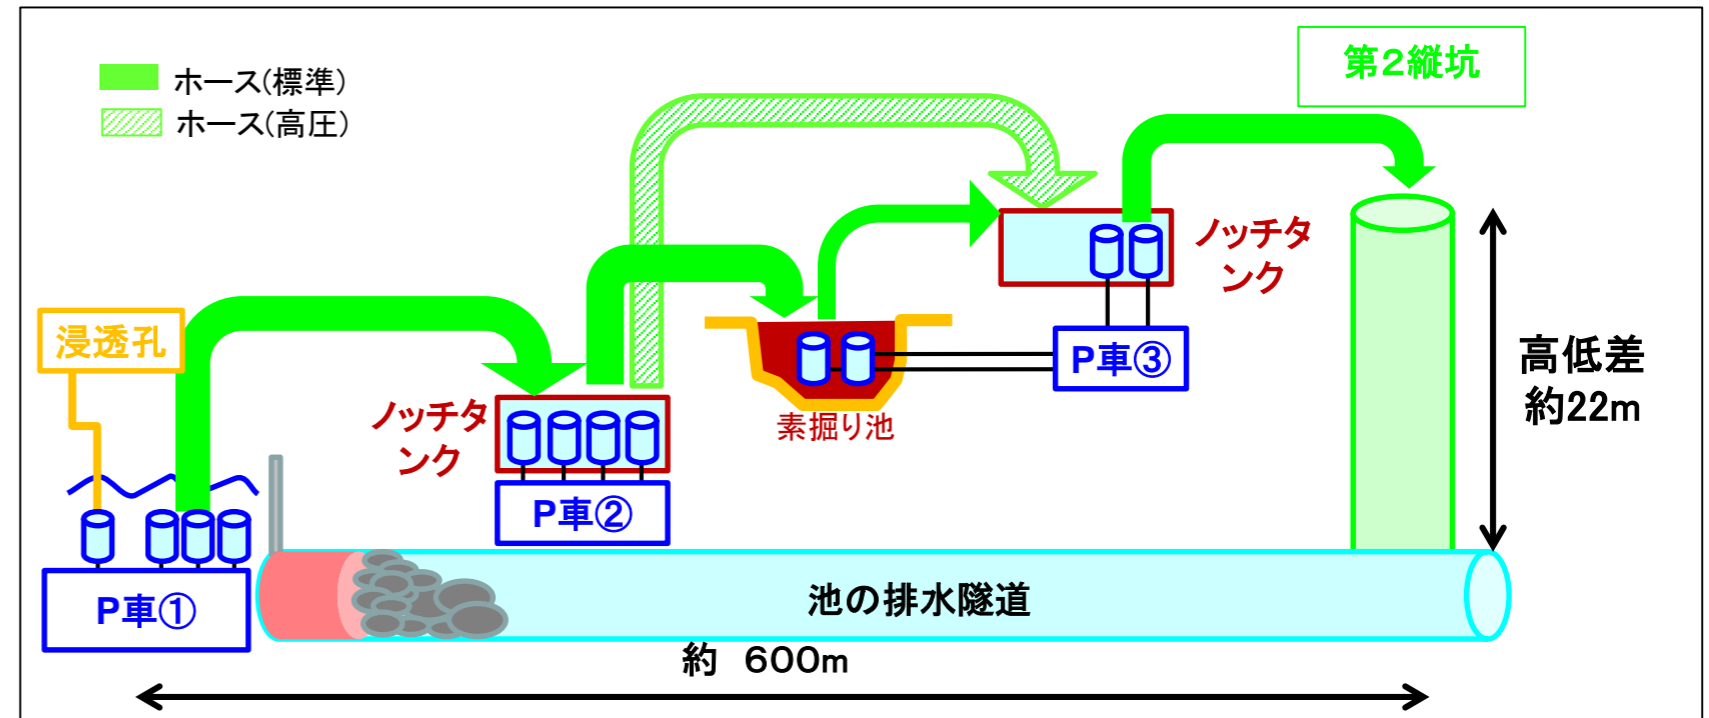 ホース(標準)
ホース(高圧)
第2縦坑
浸透孔
ノッチタ
ンク
P車①
P車②
素掘り池
P車③
ノッチタ
ンク
高低差
約22m
池の排水隧道
約 600m